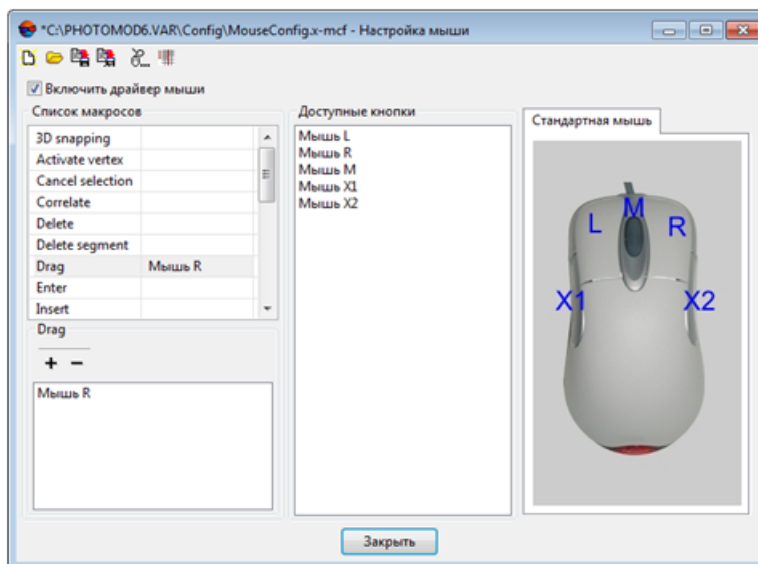 *C:\PHOTOMOD6.VAR\Config\MouseConfig.x-mcf - Настройка мыши
Включить драйвер мыши
Список макросов
3D snapping
Activate vertex
Cancel selection
Correlate
Delete
Delete segment
Drag Мышь R
Enter
Insert
Drag
+ −
Мышь R
Доступные кнопки
Мышь L
Мышь R
Мышь M
Мышь X1
Мышь X2
Стандартная мышь
L M R
X1 X2
Закрыть